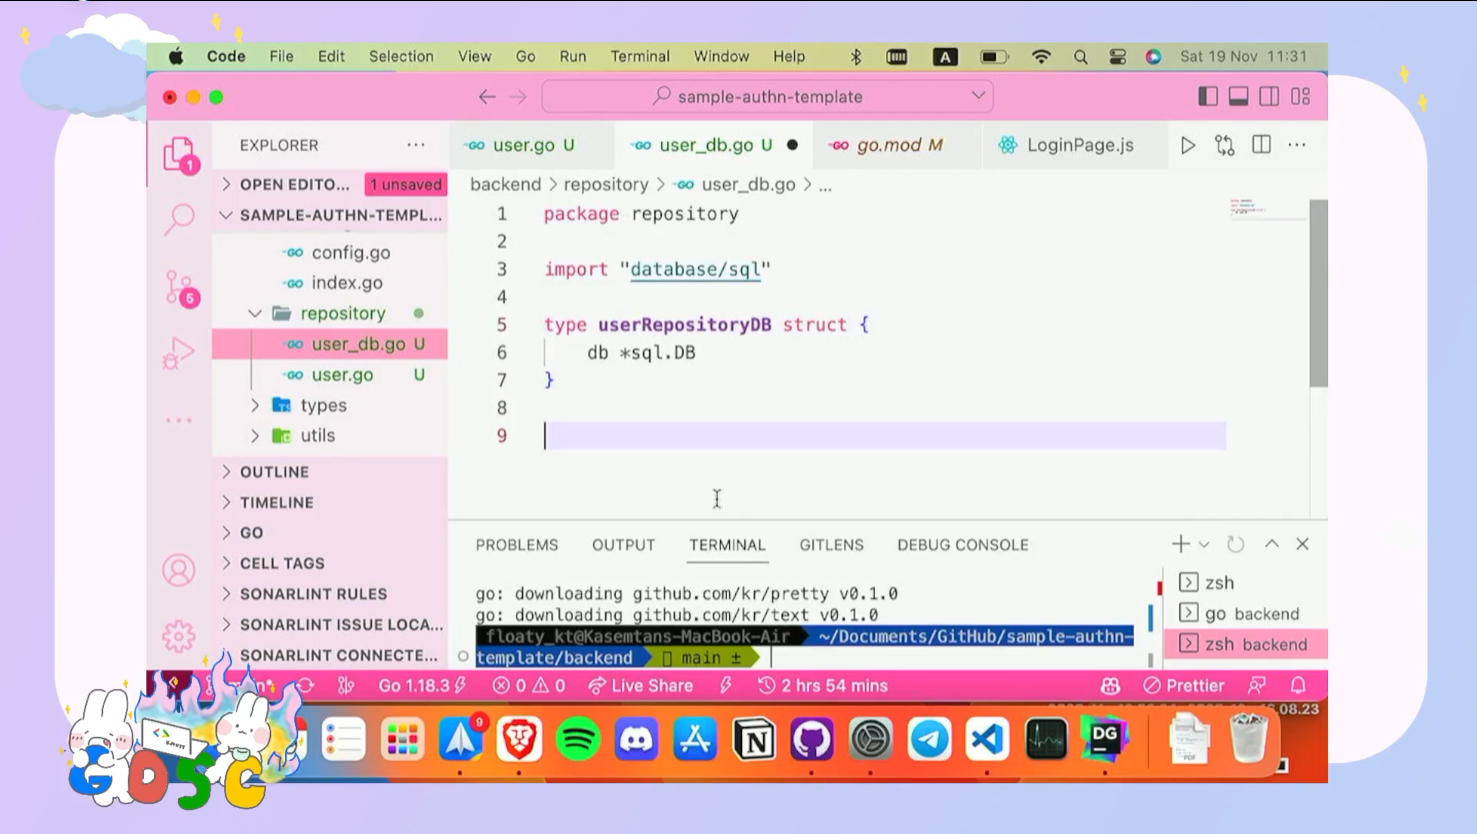 Code File Edit Selection View Go Run Terminal Window Help A Sat 19 Nov 11:31
sample-authn-template
EXPLORER ...
user.go U user_db.go U go.mod M LoginPage.js ...
1
OPEN EDITO... 1 unsaved
SAMPLE-AUTHN-TEMPL...
config.go
index.go
repository
user_db.go U
user.go U
types
utils
6
OUTLINE
TIMELINE
GO
CELL TAGS
SONARLINT RULES
SONARLINT ISSUE LOCA...
SONARLINT CONNECTE...
backend > repository > user_db.go > ...
1 package repository
2
3 import "database/sql"
4
5 type userRepositoryDB struct {
6 db *sql.DB
7 }
8
9
PROBLEMS OUTPUT TERMINAL GITLENS DEBUG CONSOLE
go: downloading github.com/kr/pretty v0.1.0
go: downloading github.com/kr/text v0.1.0
floaty_kt@Kasemtans-MacBook-Air ~/Documents/GitHub/sample-authn-
template/backend main ±
zsh
go backend
zsh backend
Go 1.18.3 0 0 Live Share 2 hrs 54 mins Prettier
9
DG
PDF
GDSC